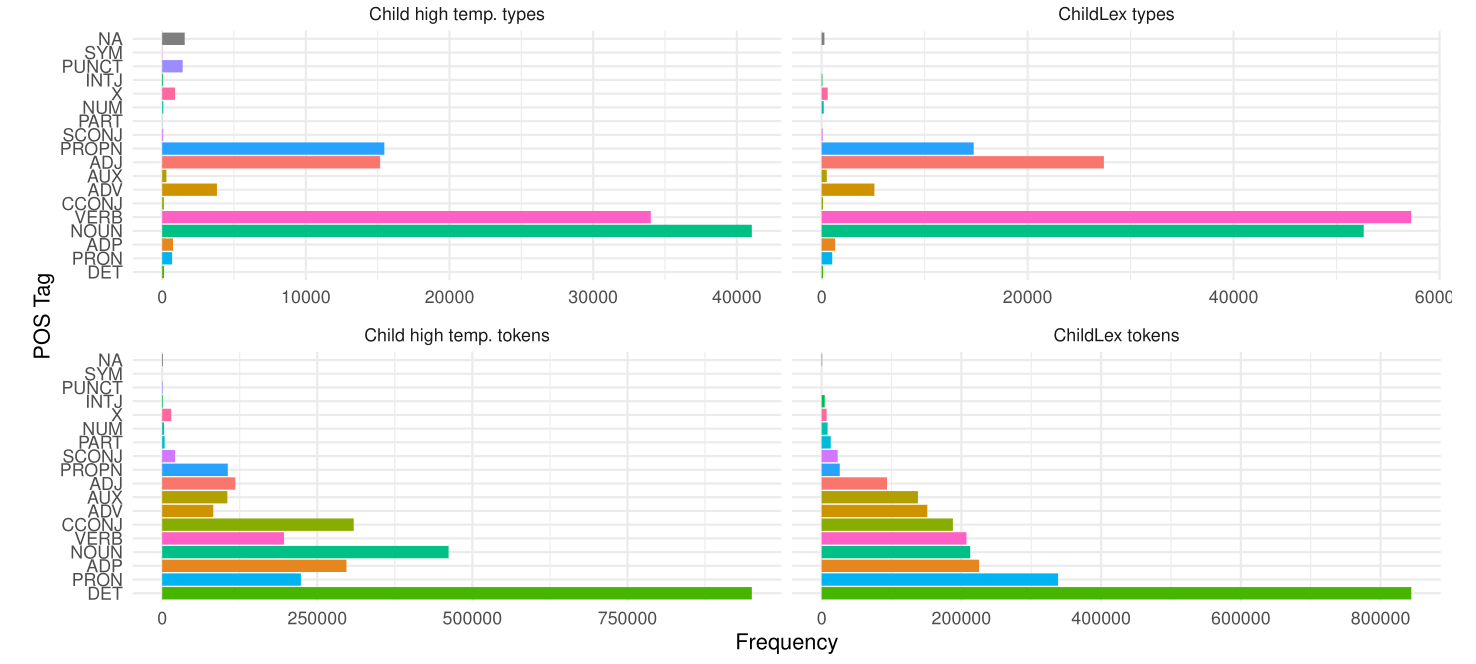 Child high temp. types
ChildLex types
NA
SYM
PUNCT
INTJ
X
NUM
PART
SCONJ
PROPN
ADJ
AUX
ADV
CCONJ
VERB
NOUN
ADP
PRON
DET
0 10000 20000 30000 40000
0 20000 40000 6000
POS Tag
Child high temp. tokens
ChildLex tokens
NA
SYM
PUNCT
INTJ
X
NUM
PART
SCONJ
PROPN
ADJ
AUX
ADV
CCONJ
VERB
NOUN
ADP
PRON
DET
0 250000 500000 750000
0 200000 400000 600000 800000
Frequency